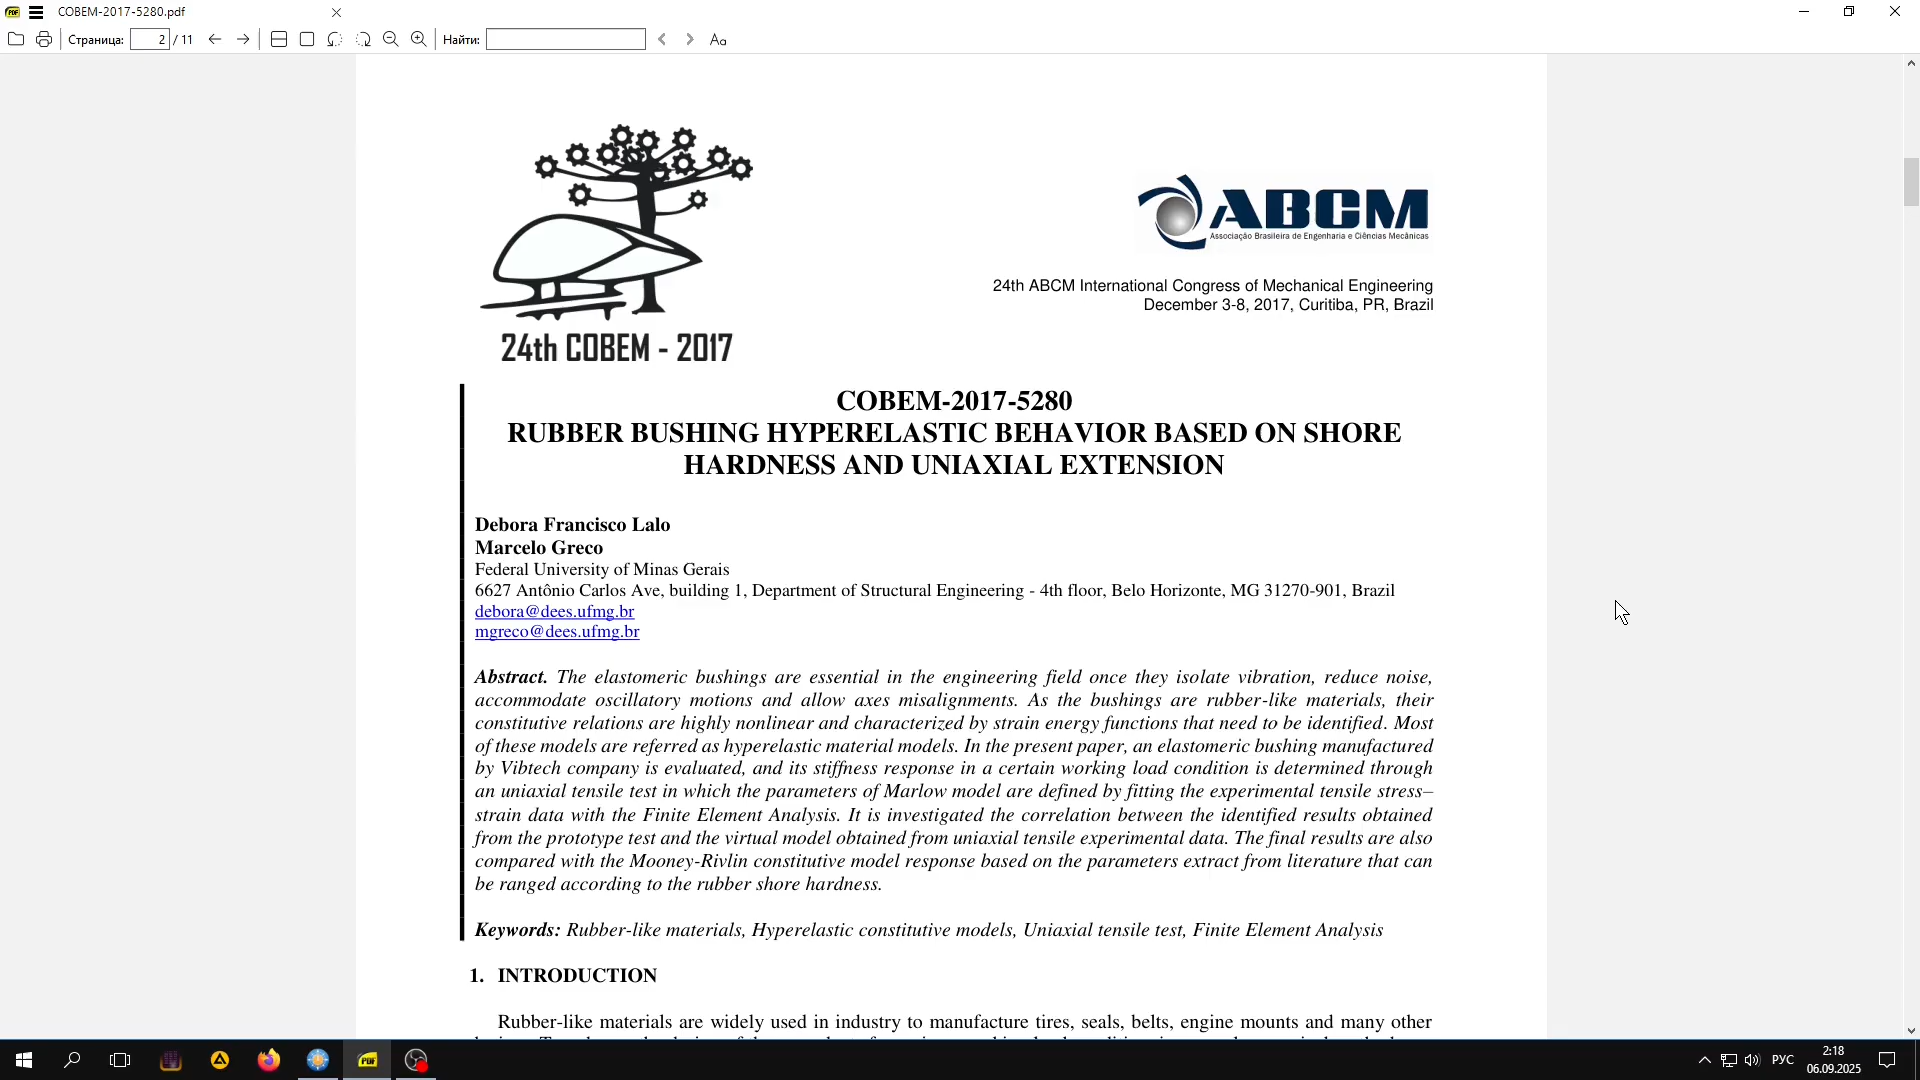 COBEM-2017-5280.pdf
Страница: 2 / 11 Найти: Aa
24th COBEM - 2017
ABCM
Associação Brasileira de Engenharia e Ciências Mecânicas
24th ABCM International Congress of Mechanical Engineering
December 3-8, 2017, Curitiba, PR, Brazil
COBEM-2017-5280
RUBBER BUSHING HYPERELASTIC BEHAVIOR BASED ON SHORE
HARDNESS AND UNIAXIAL EXTENSION
Debora Francisco Lalo
Marcelo Greco
Federal University of Minas Gerais
6627 Antônio Carlos Ave, building 1, Department of Structural Engineering - 4th floor, Belo Horizonte, MG 31270-901, Brazil
debora@dees.ufmg.br
mgreco@dees.ufmg.br
Abstract. The elastomeric bushings are essential in the engineering field once they isolate vibration, reduce noise,
accommodate oscillatory motions and allow axes misalignments. As the bushings are rubber-like materials, their
constitutive relations are highly nonlinear and characterized by strain energy functions that need to be identified. Most
of these models are referred as hyperelastic material models. In the present paper, an elastomeric bushing manufactured
by Vibtech company is evaluated, and its stiffness response in a certain working load condition is determined through
an uniaxial tensile test in which the parameters of Marlow model are defined by fitting the experimental tensile stress–
strain data with the Finite Element Analysis. It is investigated the correlation between the identified results obtained
from the prototype test and the virtual model obtained from uniaxial tensile experimental data. The final results are also
compared with the Mooney-Rivlin constitutive model response based on the parameters extract from literature that can
be ranged according to the rubber shore hardness.
Keywords: Rubber-like materials, Hyperelastic constitutive models, Uniaxial tensile test, Finite Element Analysis
1. INTRODUCTION
Rubber-like materials are widely used in industry to manufacture tires, seals, belts, engine mounts and many other
PDF
РУС
2:18
06.09.2025